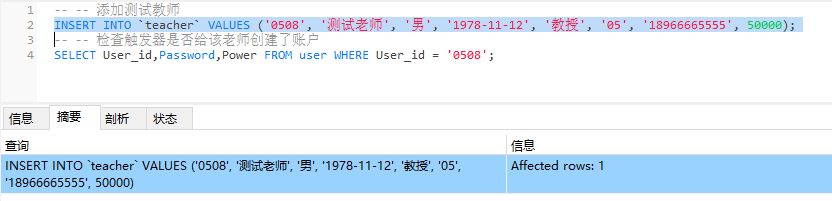 1 -- -- 添加测试教师
2 INSERT INTO `teacher` VALUES ('0508', '测试老师', '男', '1978-11-12', '教授', '05', '18966665555', 50000);
3 -- -- 检查触发器是否给该老师创建了账户
4 SELECT User_id,Password,Power FROM user WHERE User_id = '0508';
信息 摘要 剖析 状态
查询 信息
INSERT INTO `teacher` VALUES ('0508', '测试老师', '男', '1978-11-12', '教授', '05', Affected rows: 1
'18966665555', 50000)